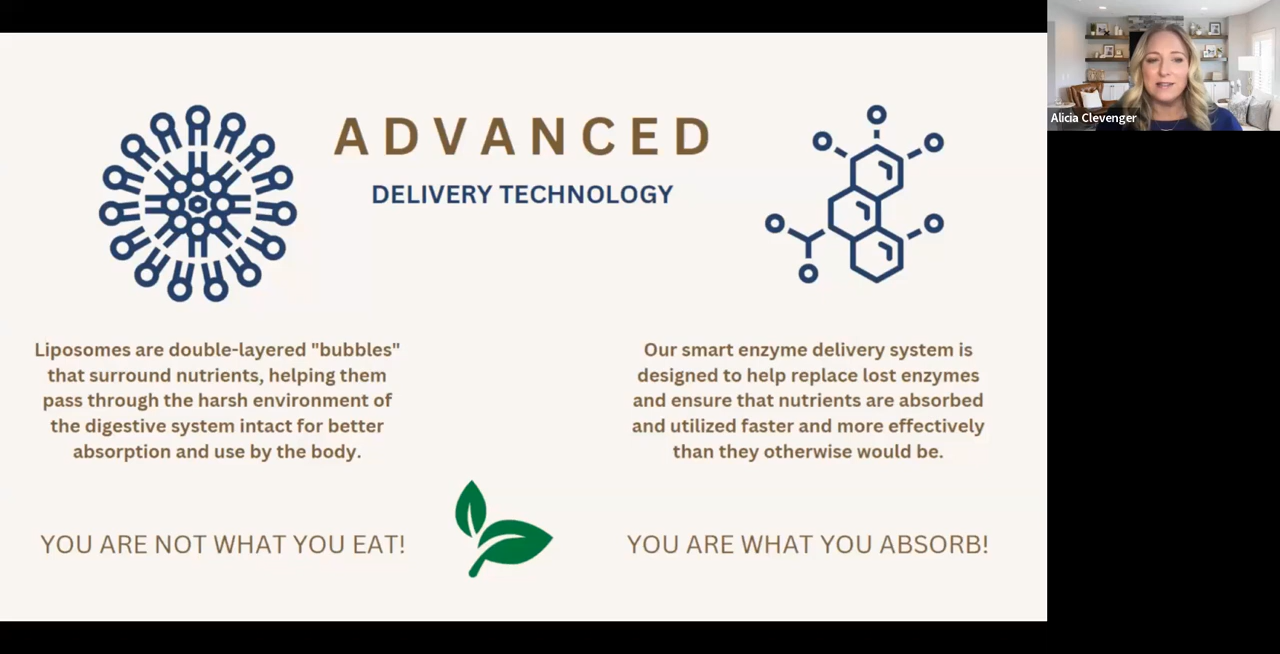 ADVANCED
DELIVERY TECHNOLOGY
Alicia Clevenger
Liposomes are double-layered "bubbles"
that surround nutrients, helping them
pass through the harsh environment of
the digestive system intact for better
absorption and use by the body.
Our smart enzyme delivery system is
designed to help replace lost enzymes
and ensure that nutrients are absorbed
and utilized faster and more effectively
than they otherwise would be.
YOU ARE NOT WHAT YOU EAT!
YOU ARE WHAT YOU ABSORB!